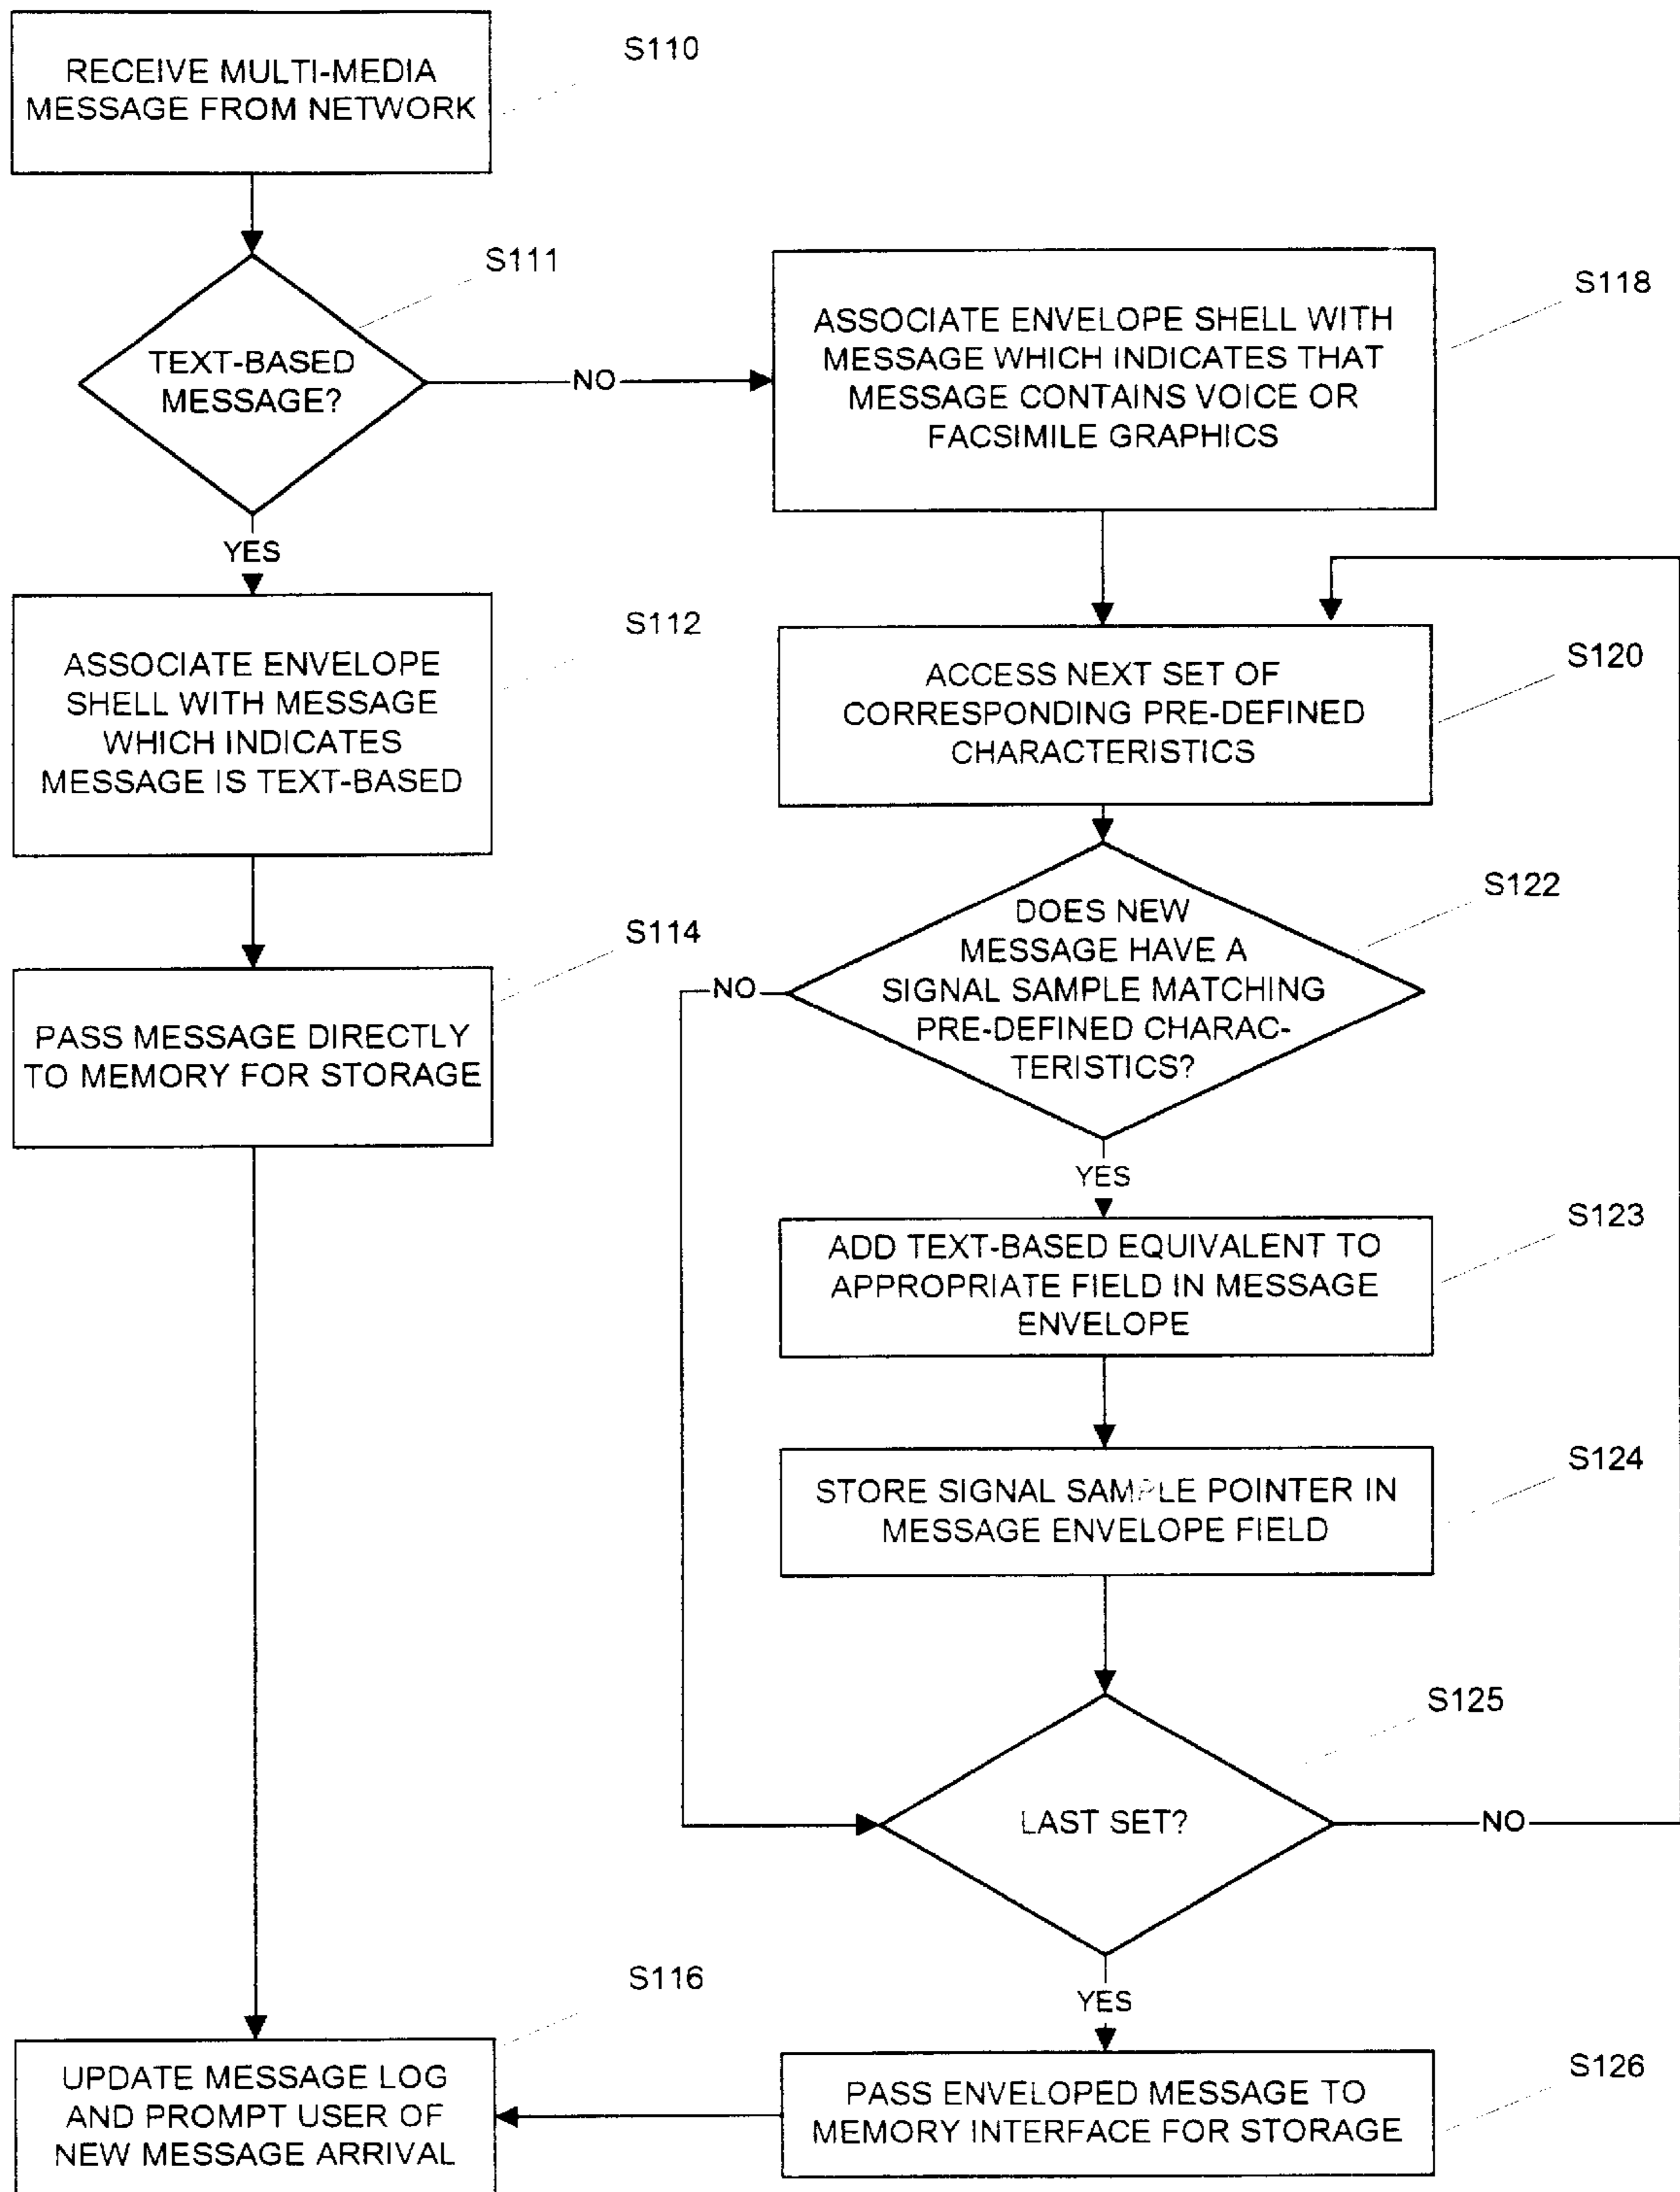 RECEIVE MULTI-MEDIA
MESSAGE FROM NETWORK
S110
TEXT-BASED
MESSAGE?
S111
NO
YES
ASSOCIATE ENVELOPE SHELL WITH
MESSAGE WHICH INDICATES THAT
MESSAGE CONTAINS VOICE OR
FACSIMILE GRAPHICS
S118
ASSOCIATE ENVELOPE
SHELL WITH MESSAGE
WHICH INDICATES
MESSAGE IS TEXT-BASED
S112
ACCESS NEXT SET OF
CORRESPONDING PRE-DEFINED
CHARACTERISTICS
S120
PASS MESSAGE DIRECTLY
TO MEMORY FOR STORAGE
S114
DOES NEW
MESSAGE HAVE A
SIGNAL SAMPLE MATCHING
PRE-DEFINED CHARAC-
TERISTICS?
S122
NO
YES
ADD TEXT-BASED EQUIVALENT TO
APPROPRIATE FIELD IN MESSAGE
ENVELOPE
S123
STORE SIGNAL SAMPLE POINTER IN
MESSAGE ENVELOPE FIELD
S124
LAST SET?
S125
NO
YES
UPDATE MESSAGE LOG
AND PROMPT USER OF
NEW MESSAGE ARRIVAL
S116
PASS ENVELOPED MESSAGE TO
MEMORY INTERFACE FOR STORAGE
S126